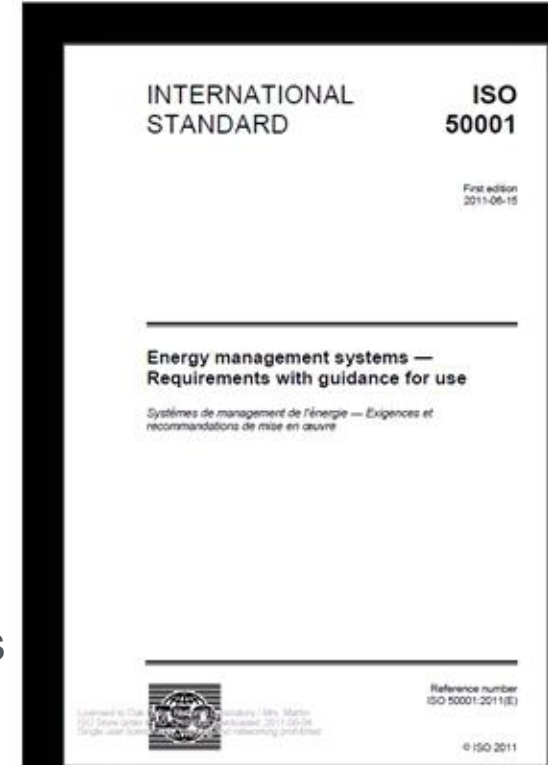 INTERNATIONAL
STANDARD
ISO
50001
First edition
2011-06-15
Energy management systems —
Requirements with guidance for use
Systèmes de management de l'énergie — Exigences et
recommandations de mise en œuvre
s
Reference number
ISO 50001:2011(E)
ISO
© ISO 2011